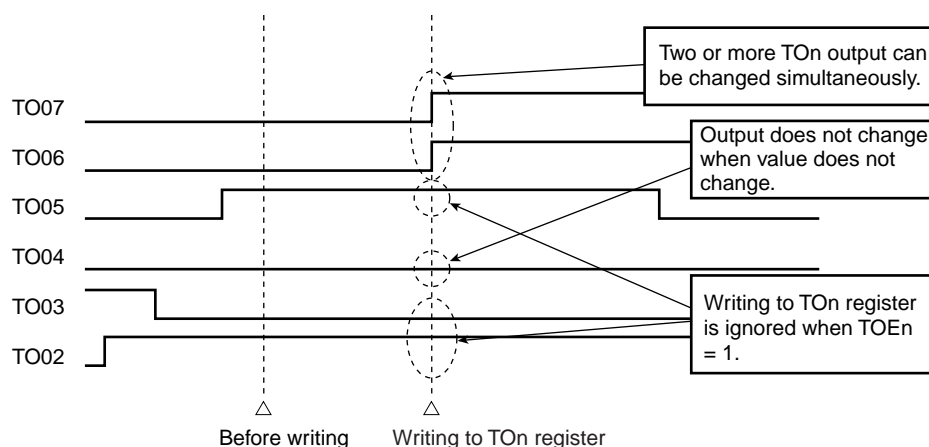 Two or more TOn output can
be changed simultaneously.
TO07
Output does not change
when value does not
change.
TO06
TO05
TO04
TO03
Writing to TOn register
is ignored when TOEn
= 1.
TO02
Before writing
Writing to TOn register